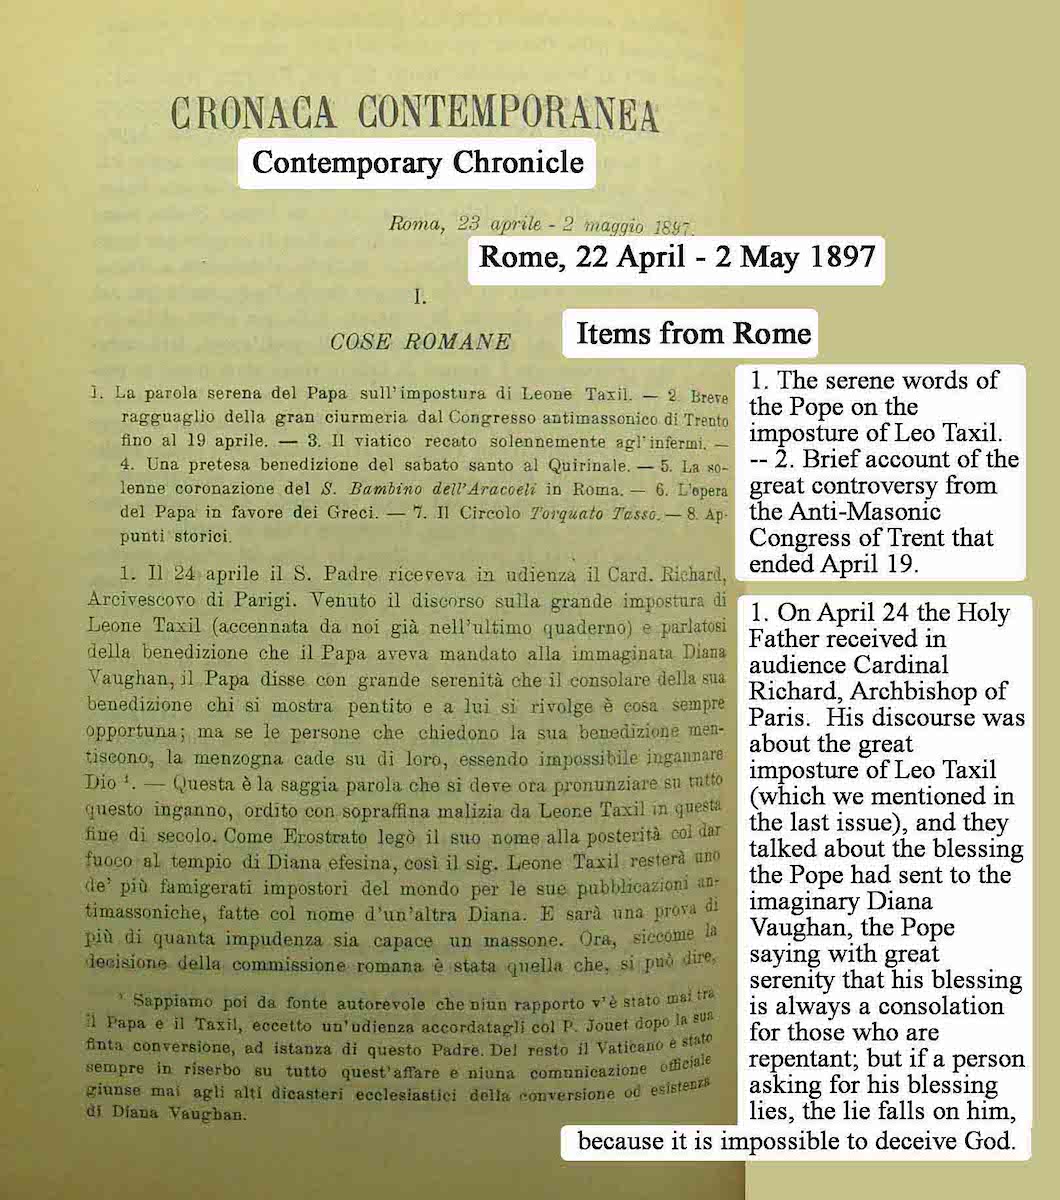 CRONACA CONTEMPORANEA
Contemporary Chronicle
Roma, 23 aprile - 2 maggio 1897.
Rome, 22 April - 2 May 1897
I.
COSE ROMANE
Items from Rome
1. La parola serena del Papa sull'impostura di Leone Taxil. — 2. Breve
ragguaglio della gran ciurmeria dal Congresso antimassonico di Trento
fino al 19 aprile. — 3. Il viatico recato solennemente agl'infermi. —
4. Una pretesa benedizione del sabato santo al Quirinale. — 5. La so-
lenne coronazione del S. Bambino dell'Aracoeli in Roma. — 6. L'opera
del Papa in favore dei Greci. — 7. Il Circolo Torquato Tasso. — 8. Ap-
punti storici.
1. Il 24 aprile il S. Padre riceveva in udienza il Card. Richard,
Arcivescovo di Parigi. Venuto il discorso sulla grande impostura di
Leone Taxil (accennata da noi già nell'ultimo quaderno) e parlatosi
della benedizione che il Papa aveva mandato alla immaginata Diana
Vaughan, il Papa disse con grande serenità che il consolare della sua
benedizione chi si mostra pentito e a lui si rivolge è cosa sempre
opportuna; ma se le persone che chiedono la sua benedizione men-
tiscono, la menzogna cade su di loro, essendo impossibile ingannare
Dio ¹. — Questa è la saggia parola che si deve ora pronunziare su tutto
questo inganno, ordito con sopraffina malizia da Leone Taxil in questa
fine di secolo. Come Erostrato legò il suo nome alla posterità col dar
fuoco al tempio di Diana efesina, così il sig. Leone Taxil resterà uno
de' più famigerati impostori del mondo per le sue pubblicazioni an-
timassoniche, fatte col nome d'un'altra Diana. E sarà una prova di
più di quanta impudenza sia capace un massone. Ora, siccome la
decisione della commissione romana è stata quella che, si può dire,
¹ Sappiamo poi da fonte autorevole che niun rapporto v'è stato mai tra
il Papa e il Taxil, eccetto un'udienza accordatagli col P. Jouet dopo la sua
finta conversione, ad istanza di questo Padre. Del resto il Vaticano è stato
sempre in riserbo su tutto quest'affare e niuna comunicazione officiale
giunse mai agli alti dicasteri ecclesiastici della conversione od esistenza
di Diana Vaughan.
1. The serene words of
the Pope on the
imposture of Leo Taxil.
-- 2. Brief account of the
great controversy from
the Anti-Masonic
Congress of Trent that
ended April 19.
1. On April 24 the Holy
Father received in
audience Cardinal
Richard, Archbishop of
Paris. His discourse was
about the great
imposture of Leo Taxil
(which we mentioned in
the last issue), and they
talked about the blessing
the Pope had sent to the
imaginary Diana
Vaughan, the Pope
saying with great
serenity that his blessing
is always a consolation
for those who are
repentant; but if a person
asking for his blessing
lies, the lie falls on him,
because it is impossible to deceive God.